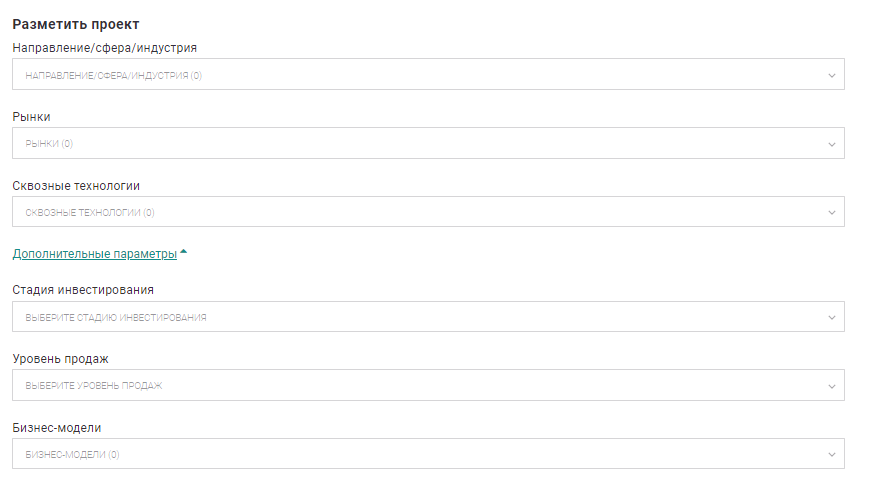 Разметить проект
Направление/сфера/индустрия
НАПРАВЛЕНИЕ/СФЕРА/ИНДУСТРИЯ (0)
Рынки
РЫНКИ (0)
Сквозные технологии
СКВОЗНЫЕ ТЕХНОЛОГИИ (0)
Дополнительные параметры
Стадия инвестирования
ВЫБЕРИТЕ СТАДИЮ ИНВЕСТИРОВАНИЯ
Уровень продаж
ВЫБЕРИТЕ УРОВЕНЬ ПРОДАЖ
Бизнес-модели
БИЗНЕС-МОДЕЛИ (0)